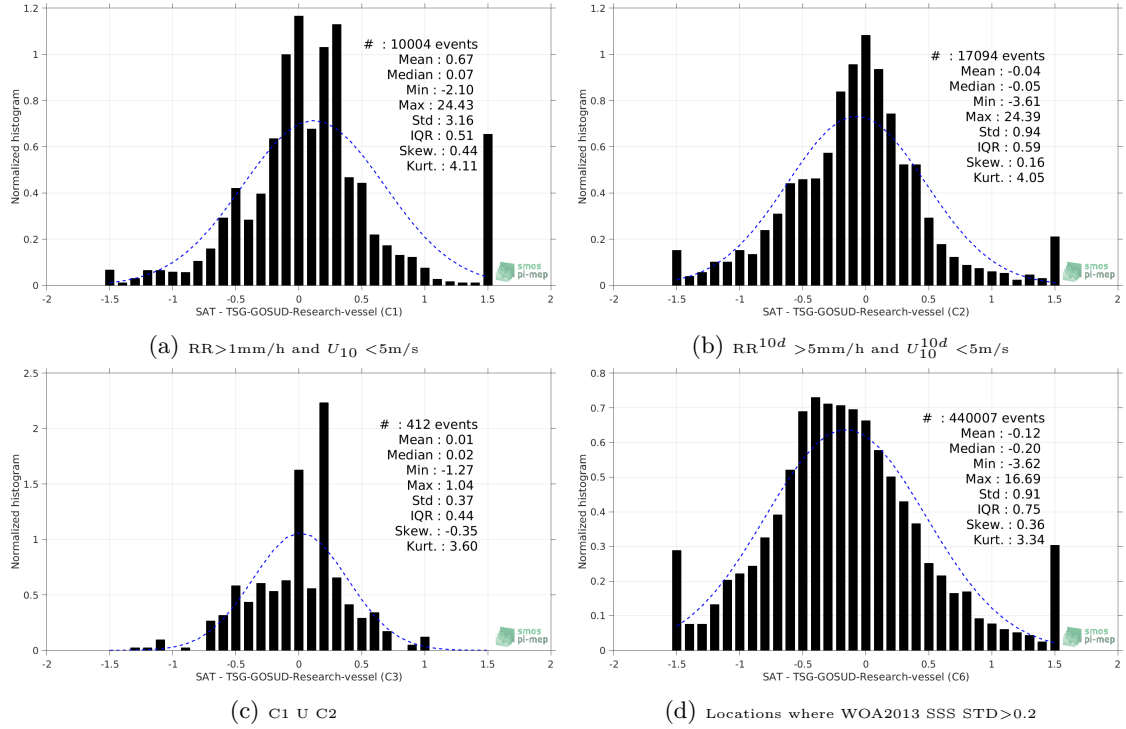 1.2
1
0.8
0.6
0.4
0.2
0
Normalized histogram
# : 10004 events
Mean : 0.67
Median : 0.07
Min : -2.10
Max : 24.43
Std : 3.16
IQR : 0.51
Skew. : 0.44
Kurt. : 4.11
smos
pi-mep
-2 -1.5 -1 -0.5 0 0.5 1 1.5 2
SAT - TSG-GOSUD-Research-vessel (C1)
(a) RR>1mm/h and U10 <5m/s
1.2
1
0.8
0.6
0.4
0.2
0
Normalized histogram
# : 17094 events
Mean : -0.04
Median : -0.05
Min : -3.61
Max : 24.39
Std : 0.94
IQR : 0.59
Skew. : 0.16
Kurt. : 4.05
smos
pi-mep
-2 -1.5 -1 -0.5 0 0.5 1 1.5 2
SAT - TSG-GOSUD-Research-vessel (C2)
(b) RR^10d >5mm/h and U10^10d <5m/s
2.5
2
1.5
1
0.5
0
Normalized histogram
# : 412 events
Mean : 0.01
Median : 0.02
Min : -1.27
Max : 1.04
Std : 0.37
IQR : 0.44
Skew. : -0.35
Kurt. : 3.60
smos
pi-mep
-2 -1.5 -1 -0.5 0 0.5 1 1.5 2
SAT - TSG-GOSUD-Research-vessel (C3)
(c) C1 U C2
0.8
0.7
0.6
0.5
0.4
0.3
0.2
0.1
0
Normalized histogram
# : 440007 events
Mean : -0.12
Median : -0.20
Min : -3.62
Max : 16.69
Std : 0.91
IQR : 0.75
Skew. : 0.36
Kurt. : 3.34
smos
pi-mep
-2 -1.5 -1 -0.5 0 0.5 1 1.5 2
SAT - TSG-GOSUD-Research-vessel (C6)
(d) Locations where WOA2013 SSS STD>0.2